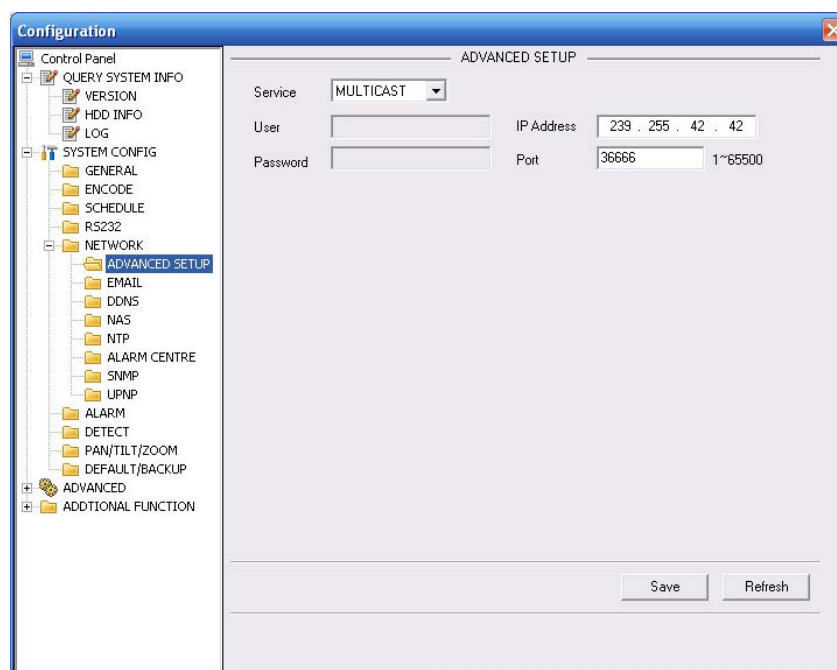 Configuration
Control Panel
QUERY SYSTEM INFO
VERSION
HDD INFO
LOG
SYSTEM CONFIG
GENERAL
ENCODE
SCHEDULE
RS232
NETWORK
ADVANCED SETUP
EMAIL
DDNS
NAS
NTP
ALARM CENTRE
SNMP
UPNP
ALARM
DETECT
PAN/TILT/ZOOM
DEFAULT/BACKUP
ADVANCED
ADDTIONAL FUNCTION
ADVANCED SETUP
Service MULTICAST
User IP Address 239 . 255 . 42 . 42
Password Port 36666 1~65500
Save Refresh